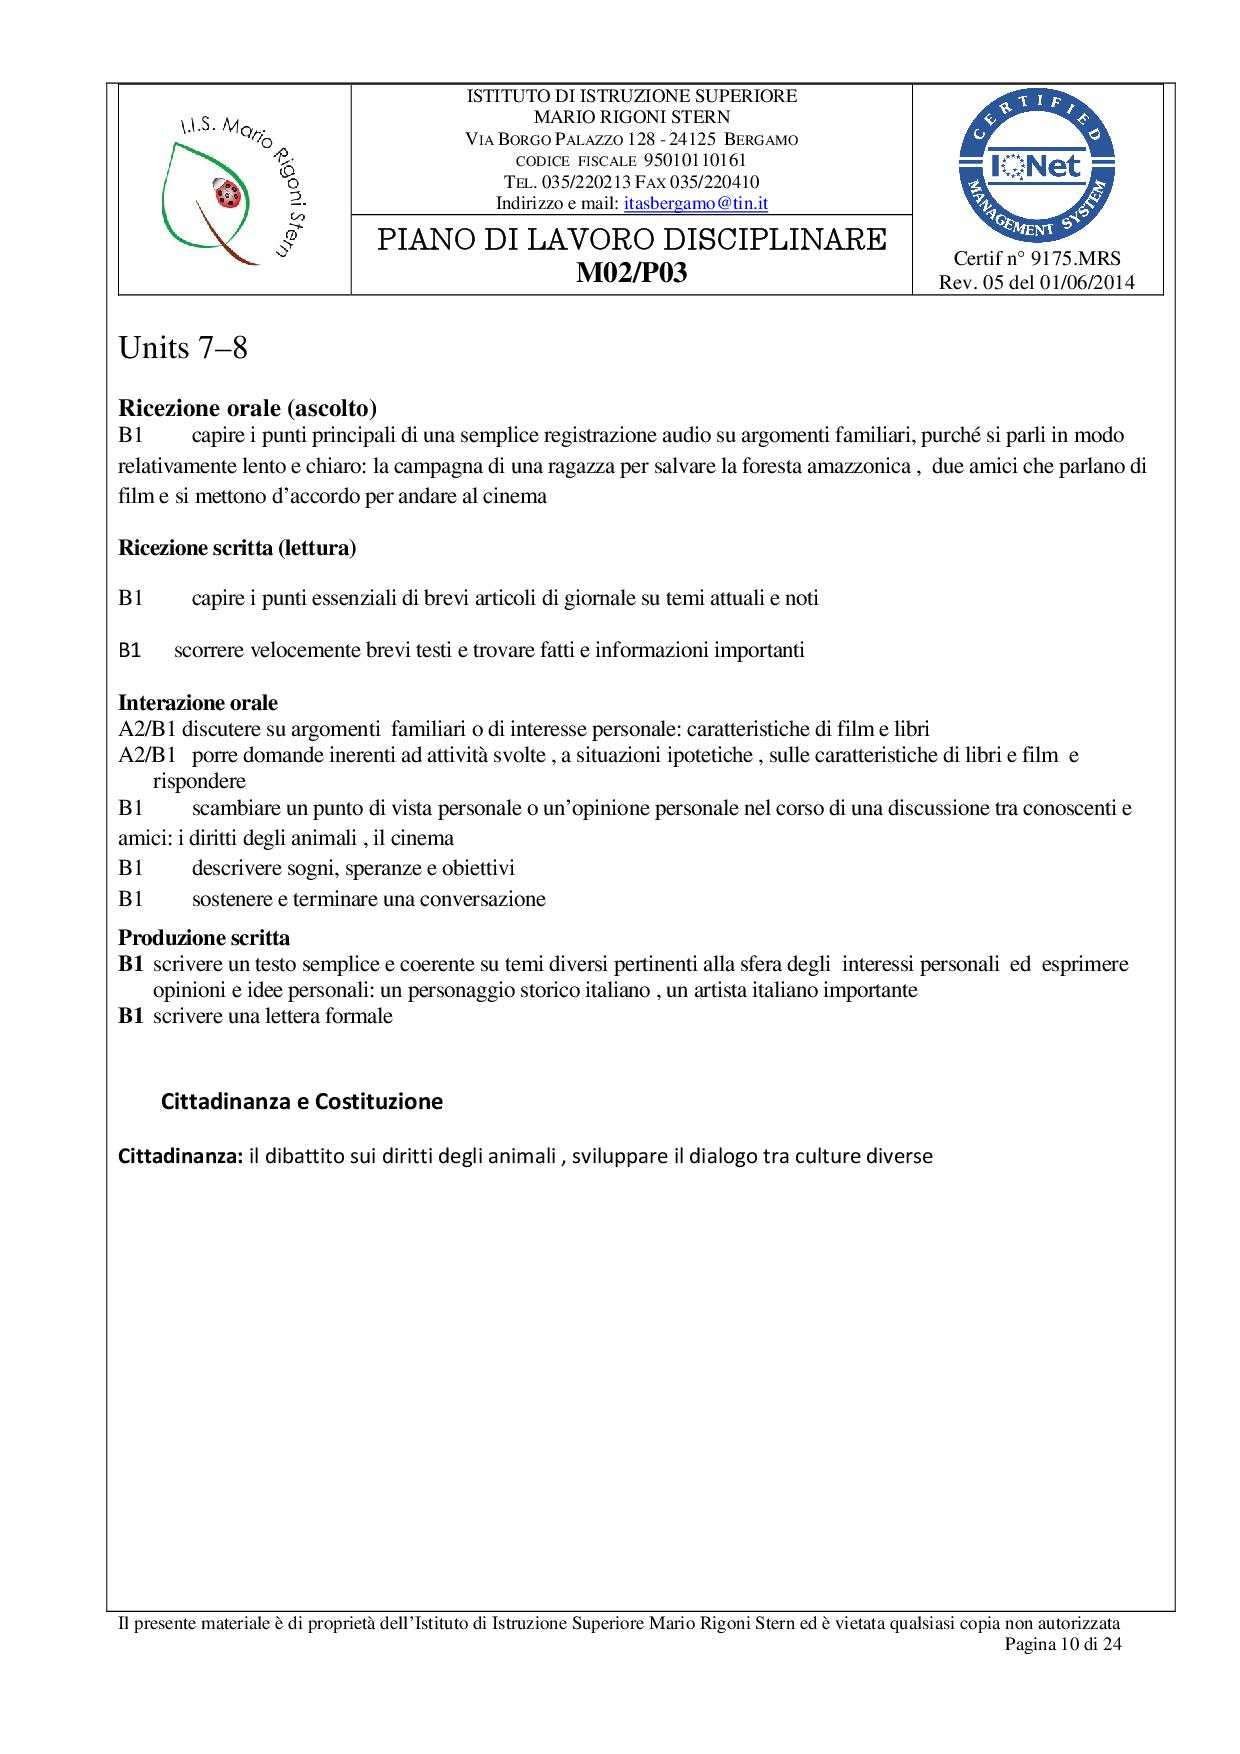 I.I.S. Mario Rigoni Stern
ISTITUTO DI ISTRUZIONE SUPERIORE
MARIO RIGONI STERN
VIA BORGO PALAZZO 128 - 24125 BERGAMO
CODICE FISCALE 95010110161
TEL. 035/220213 FAX 035/220410
Indirizzo e mail: itasbergamo@tin.it
PIANO DI LAVORO DISCIPLINARE
M02/P03
CERTIFIED
IQNet
MANAGEMENT SYSTEM
Certif n° 9175.MRS
Rev. 05 del 01/06/2014
Units 7–8
Ricezione orale (ascolto)
B1 capire i punti principali di una semplice registrazione audio su argomenti familiari, purché si parli in modo
relativamente lento e chiaro: la campagna di una ragazza per salvare la foresta amazzonica , due amici che parlano di
film e si mettono d’accordo per andare al cinema
Ricezione scritta (lettura)
B1 capire i punti essenziali di brevi articoli di giornale su temi attuali e noti
B1 scorrere velocemente brevi testi e trovare fatti e informazioni importanti
Interazione orale
A2/B1 discutere su argomenti familiari o di interesse personale: caratteristiche di film e libri
A2/B1 porre domande inerenti ad attività svolte , a situazioni ipotetiche , sulle caratteristiche di libri e film e
rispondere
B1 scambiare un punto di vista personale o un’opinione personale nel corso di una discussione tra conoscenti e
amici: i diritti degli animali , il cinema
B1 descrivere sogni, speranze e obiettivi
B1 sostenere e terminare una conversazione
Produzione scritta
B1 scrivere un testo semplice e coerente su temi diversi pertinenti alla sfera degli interessi personali ed esprimere
opinioni e idee personali: un personaggio storico italiano , un artista italiano importante
B1 scrivere una lettera formale
Cittadinanza e Costituzione
Cittadinanza: il dibattito sui diritti degli animali , sviluppare il dialogo tra culture diverse
Il presente materiale è di proprietà dell’Istituto di Istruzione Superiore Mario Rigoni Stern ed è vietata qualsiasi copia non autorizzata
Pagina 10 di 24